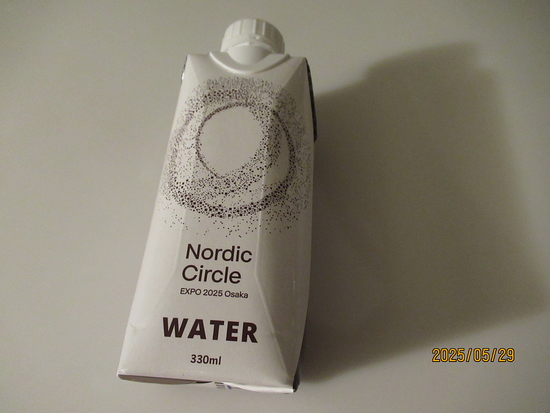 Nordic
Circle
EXPO 2025 Osaka
WATER
330ml
2025/05/29